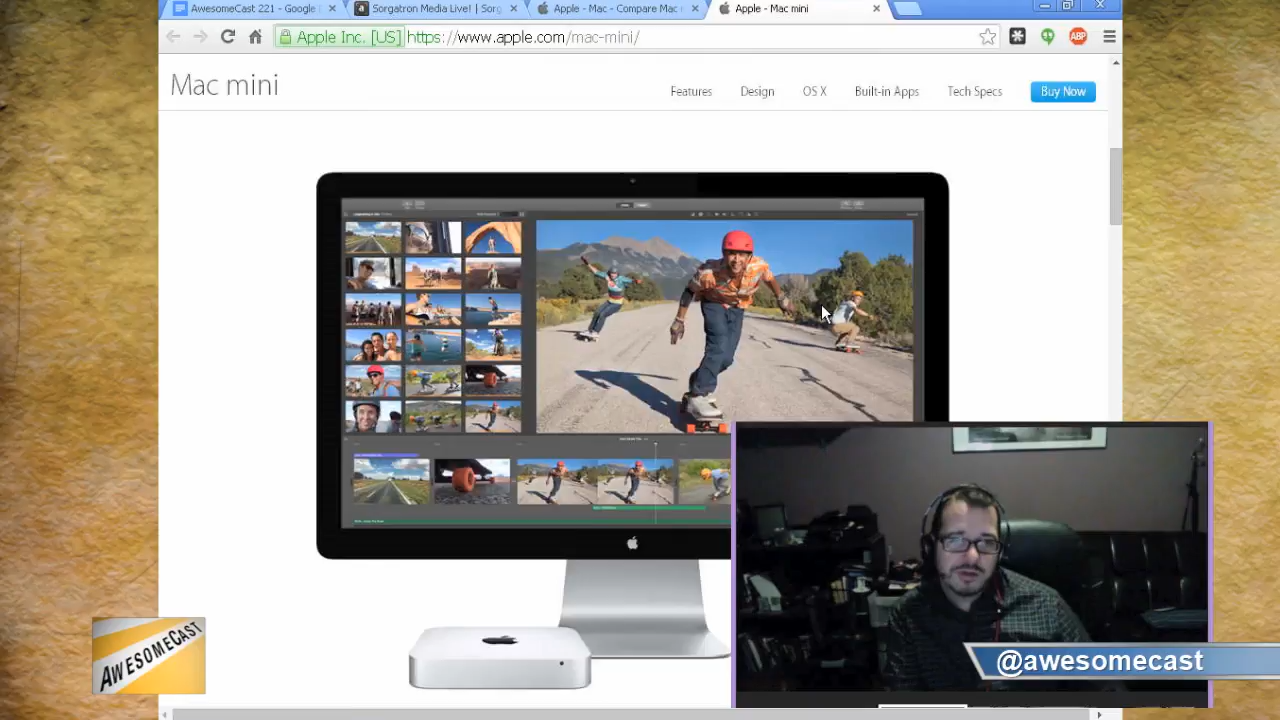 AwesomeCast 221 - Google
Sorgatron Media Live! | Sorg
Apple - Mac - Compare Mac
Apple - Mac mini
Apple Inc. [US] https://www.apple.com/mac-mini/
ABP
Mac mini
Features
Design
OS X
Built-in Apps
Tech Specs
Buy Now
AWESOMECAST
@awesomecast